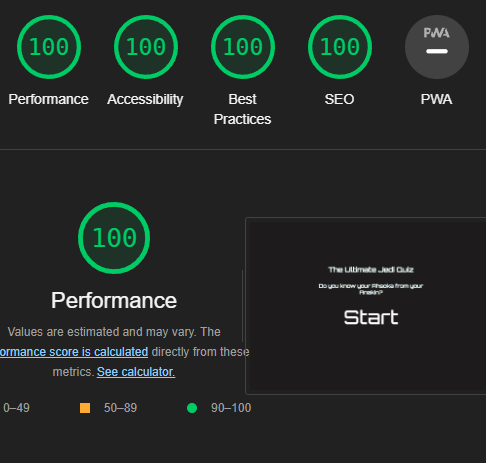 100
100
100
100
PWA
Performance
Accessibility
Best
Practices
SEO
PWA
100
Performance
Values are estimated and may vary. The
ormance score is calculated directly from these
metrics. See calculator.
0–49
50–89
90–100
The Ultimate Jedi Quiz
Do you know your Ahsoka from your
Anakin?
Start